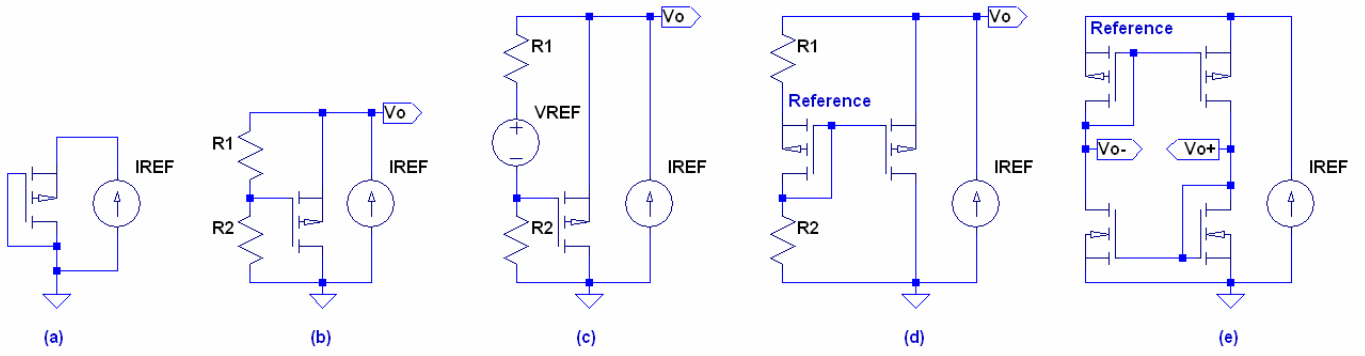 IREF
(a)
R1
R2
Vo
IREF
(b)
R1
VREF
R2
Vo
IREF
(c)
R1
Reference
R2
Vo
IREF
(d)
Reference
Vo-
Vo+
IREF
(e)